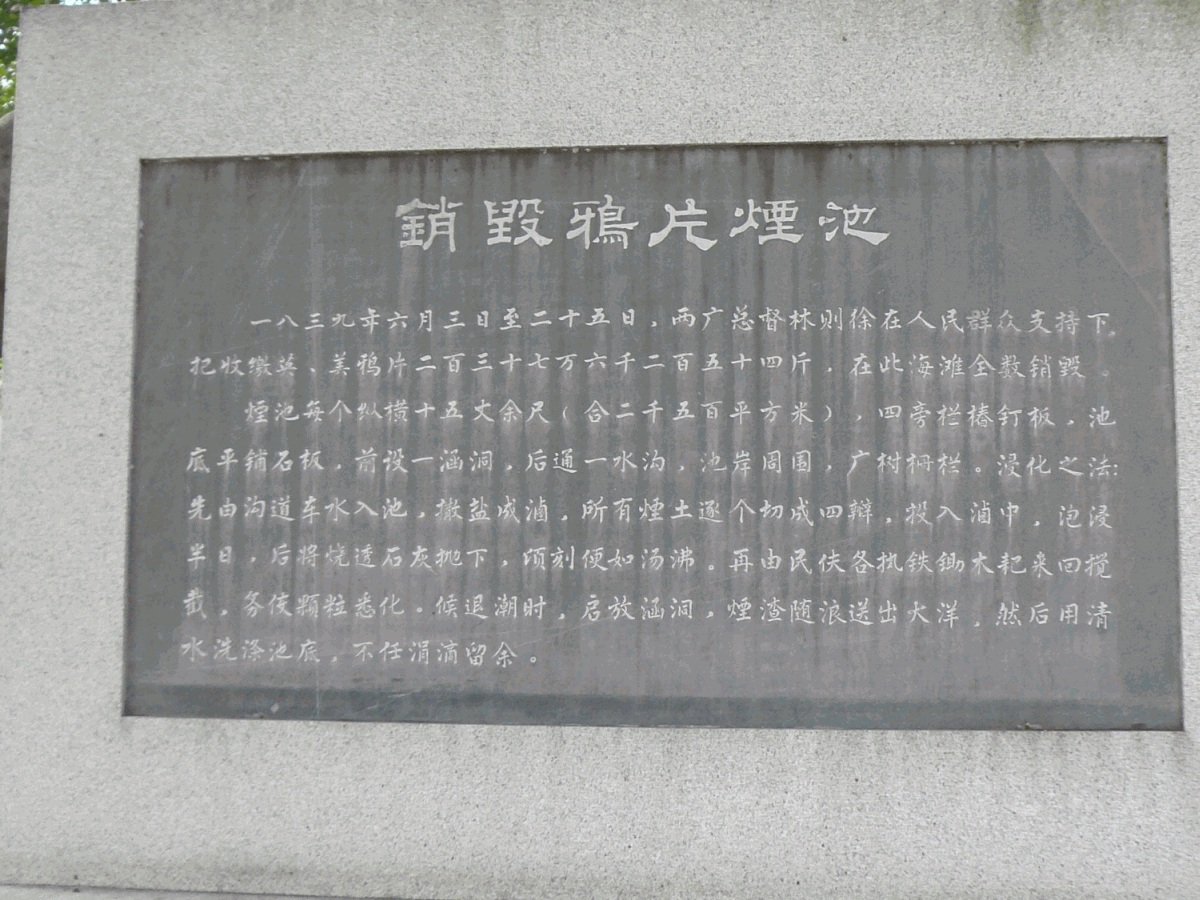 銷毀鴉片煙池
一八三九年六月三日至二十五日，两广总督林则徐在人民群众支持下，
把收缴英、美鸦片二百三十七万六千二百五十四斤，在此海滩全数销毁。
煙池每个纵横十五丈余尺（合二千五百平方米），四旁栏椿钉板，池
底平铺石板，前设一涵洞，后通一水沟，池岸周围，广树栅栏。浸化之法：
先由沟道车水入池，撒盐成滷，所有煙土逐个切成四瓣，投入滷中，泡浸
半日，后将烧透石灰抛下，顷刻便如汤沸。再由民伕各执铁锄木耙来回搅
戳，务使颗粒悉化。候退潮时，启放涵洞，煙渣随浪送出大洋，然后用清
水洗涤池底，不任涓滴留余。